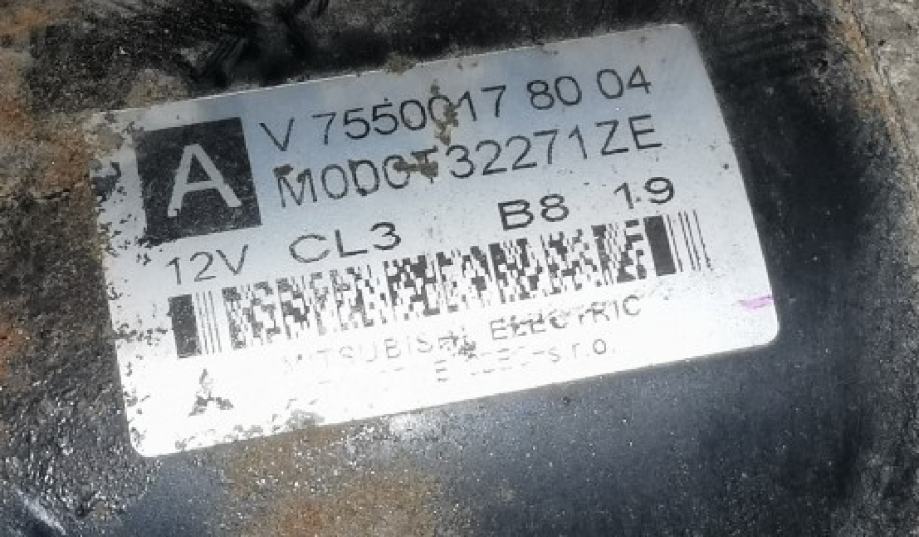 A
V 7550017 80 04
M000T32271ZE
12V CL3 B8 19
MITSUBISHI ELECTRIC
s.r.o.